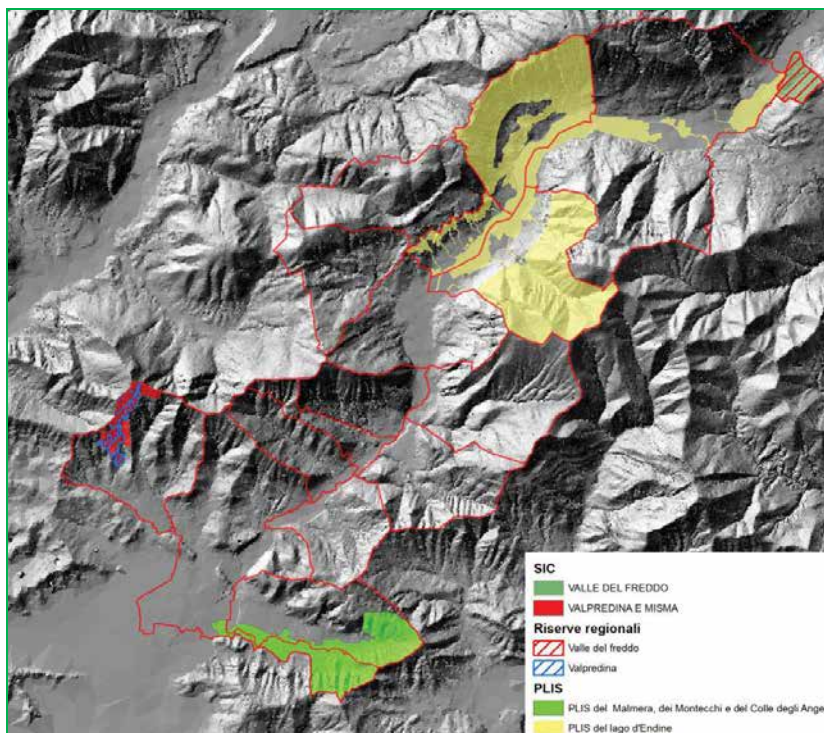 SIC
VALLE DEL FREDDO
VALPREDINA E MISMA
Riserve regionali
Valle del freddo
Valpredina
PLIS
PLIS del Malmera, dei Montecchi e del Colle degli Ange
PLIS del lago d'Endine